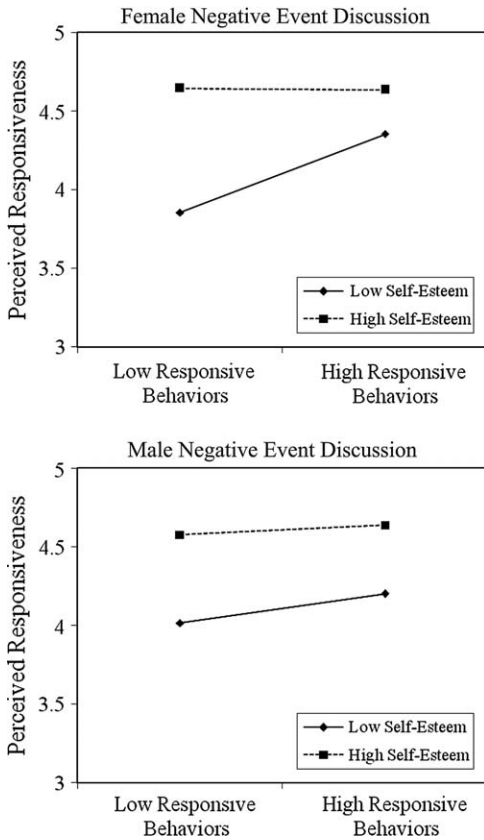 Female Negative Event Discussion
5
4.5
4
3.5
3
Perceived Responsiveness
Low Self-Esteem
High Self-Esteem
Low Responsive
Behaviors
High Responsive
Behaviors
Male Negative Event Discussion
5
4.5
4
3.5
3
Perceived Responsiveness
Low Self-Esteem
High Self-Esteem
Low Responsive
Behaviors
High Responsive
Behaviors